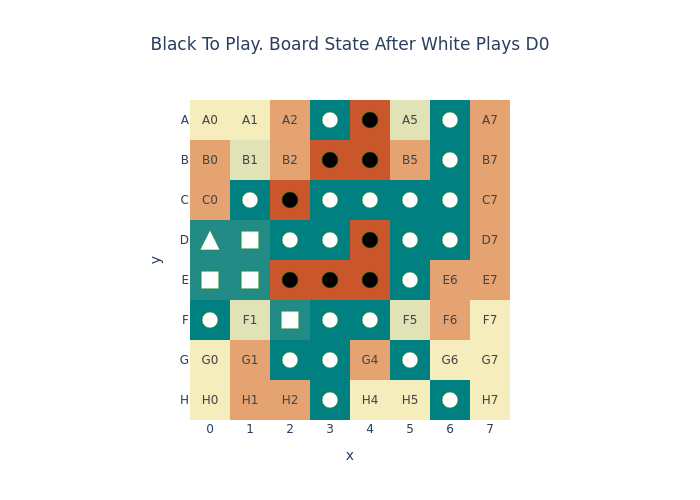 Black To Play. Board State After White Plays D0
A A0 A1 A2 A5 A7
B B0 B1 B2 B5 B7
C C0 C7
D D7
E E6 E7
F F1 F5 F6 F7
G G0 G1 G4 G6 G7
H H0 H1 H2 H4 H5 H7
0 1 2 3 4 5 6 7
x
y